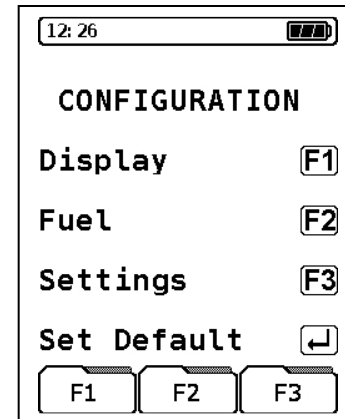 12:26
CONFIGURATION
Display F1
Fuel F2
Settings F3
Set Default ↵
F1 F2 F3